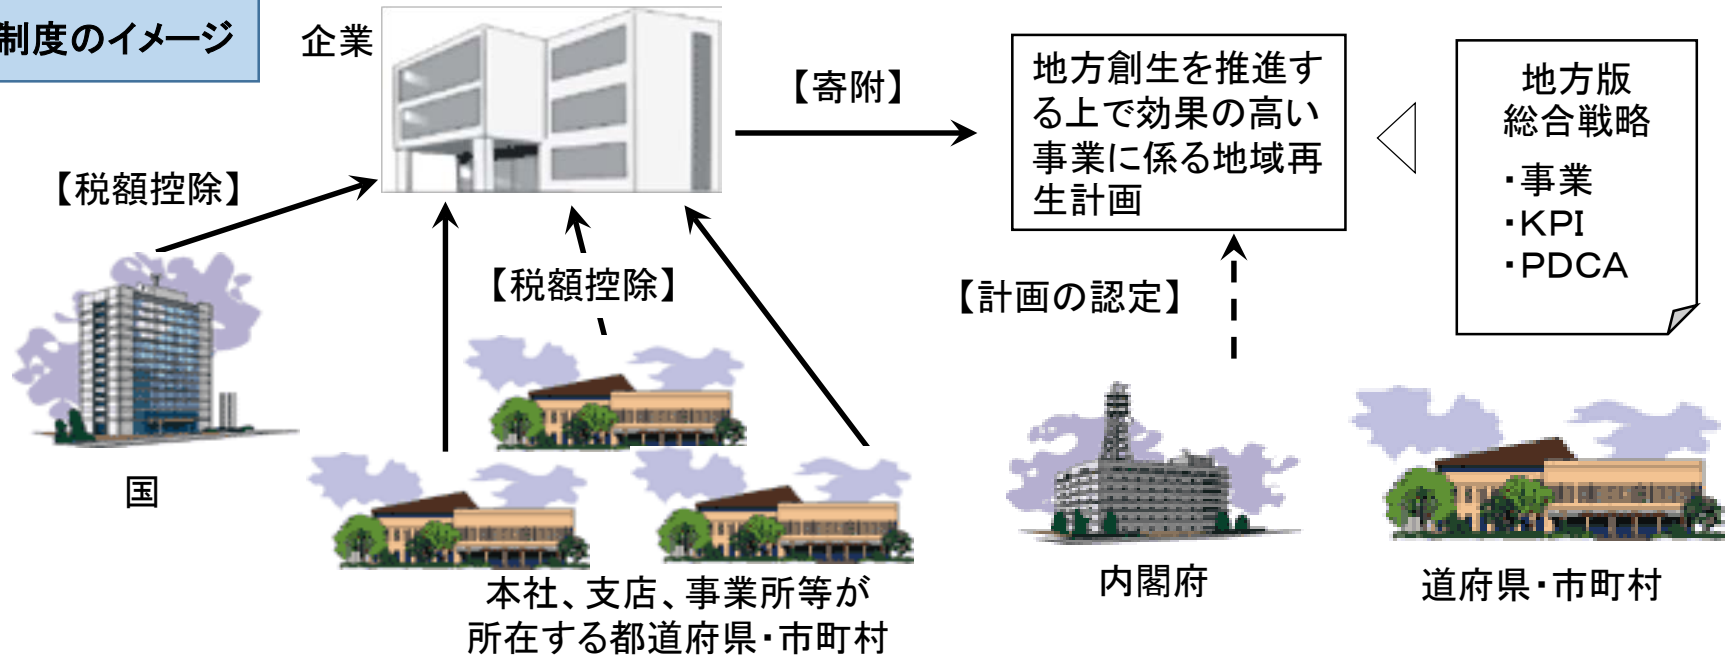 制度のイメージ
企業
【寄附】
地方創生を推進す
る上で効果の高い
事業に係る地域再
生計画
地方版
総合戦略
・事業
・KPI
・PDCA
【税額控除】
【税額控除】
【計画の認定】
国
本社、支店、事業所等が
所在する都道府県・市町村
内閣府
道府県・市町村